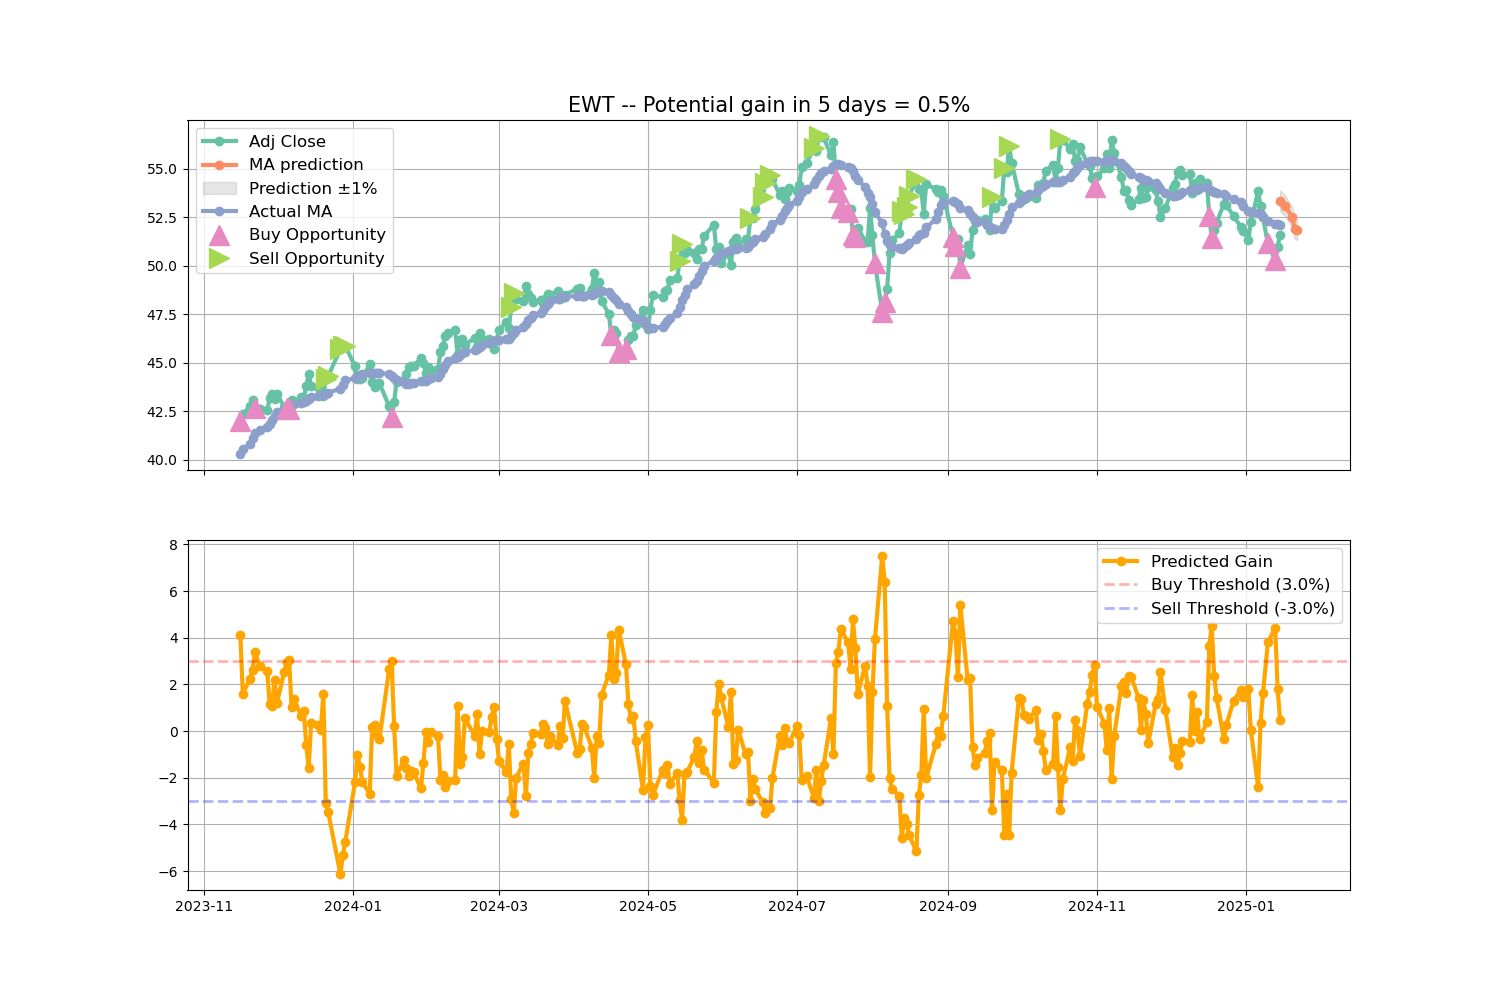 EWT -- Potential gain in 5 days = 0.5%
Adj Close
MA prediction
Prediction ±1%
Actual MA
Buy Opportunity
Sell Opportunity
55.0
52.5
50.0
47.5
45.0
42.5
40.0
Predicted Gain
Buy Threshold (3.0%)
Sell Threshold (-3.0%)
8
6
4
2
0
−2
−4
−6
2023-11
2024-01
2024-03
2024-05
2024-07
2024-09
2024-11
2025-01